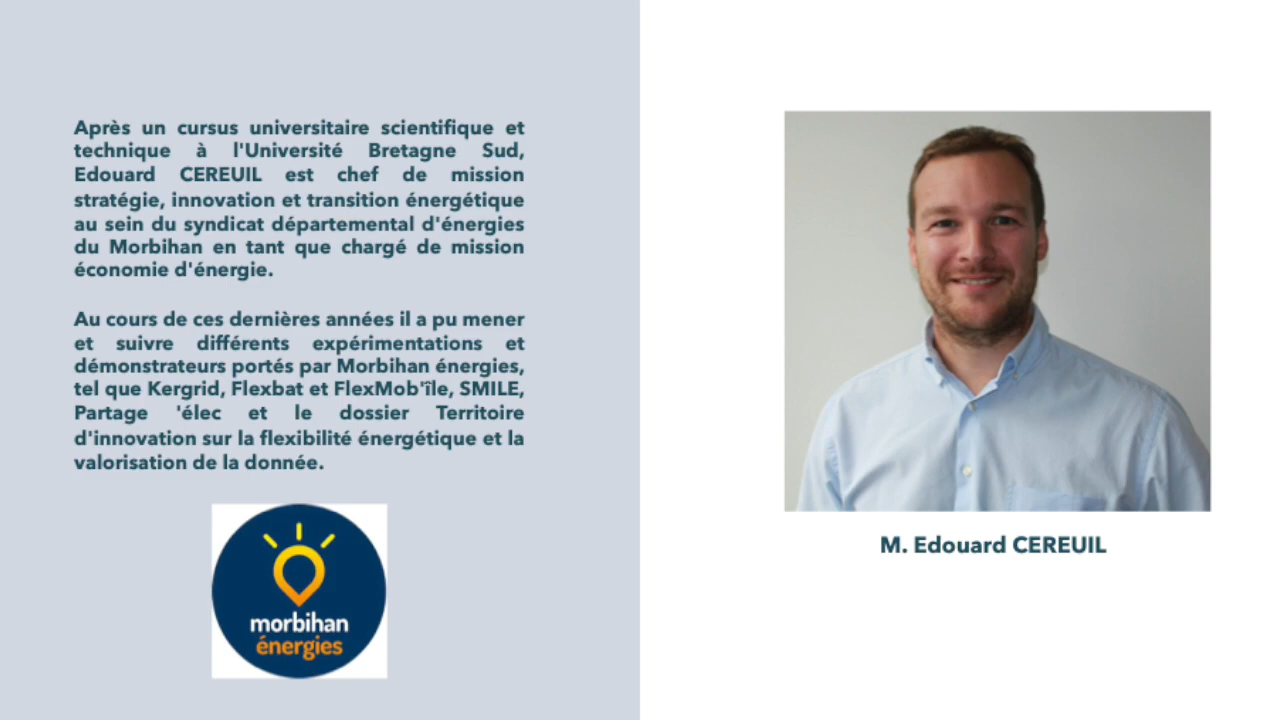 Après un cursus universitaire scientifique et
technique à l'Université Bretagne Sud,
Edouard CEREUIL est chef de mission
stratégie, innovation et transition énergétique
au sein du syndicat départemental d'énergies
du Morbihan en tant que chargé de mission
économie d'énergie.
Au cours de ces dernières années il a pu mener
et suivre différents expérimentations et
démonstrateurs portés par Morbihan énergies,
tel que Kergrid, Flexbat et FlexMob'île, SMILE,
Partage 'élec et le dossier Territoire
d'innovation sur la flexibilité énergétique et la
valorisation de la donnée.
morbihan
énergies
M. Edouard CEREUIL